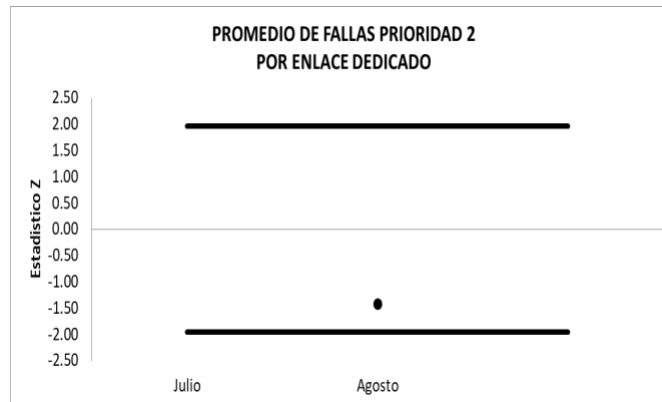 PROMEDIO DE FALLAS PRIORIDAD 2
POR ENLACE DEDICADO
2.50
2.00
1.50
1.00
0.50
0.00
-0.50
-1.00
-1.50
-2.00
-2.50
Estadistico Z
Julio Agosto